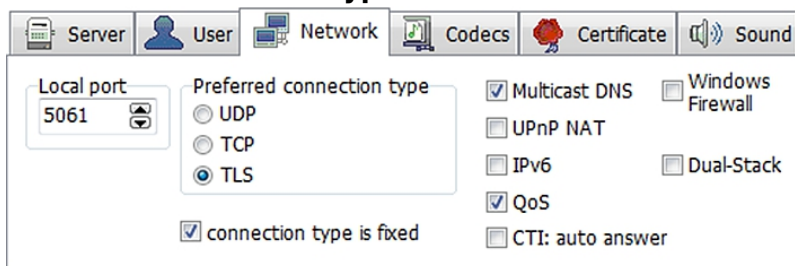 Server User Network Codecs Certificate Sound
Local port Preferred connection type
5061
UDP
TCP
TLS
connection type is fixed
Multicast DNS
UPnP NAT
IPv6
QoS
CTI: auto answer
Windows
Firewall
Dual-Stack